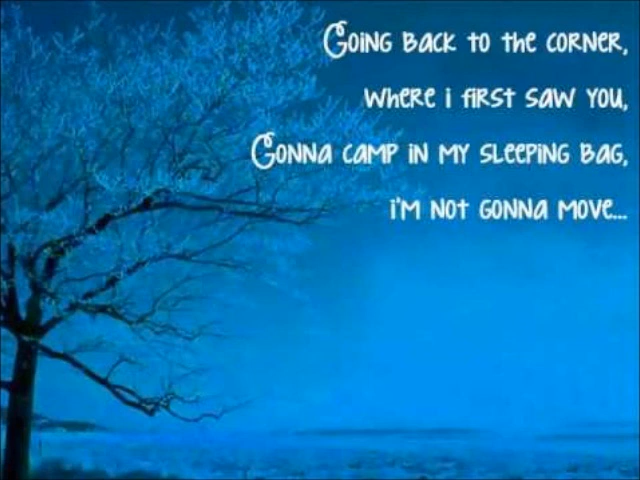 Going back to the corner,
where i first saw you,
Gonna camp in my sleeping bag,
i'm not gonna move...